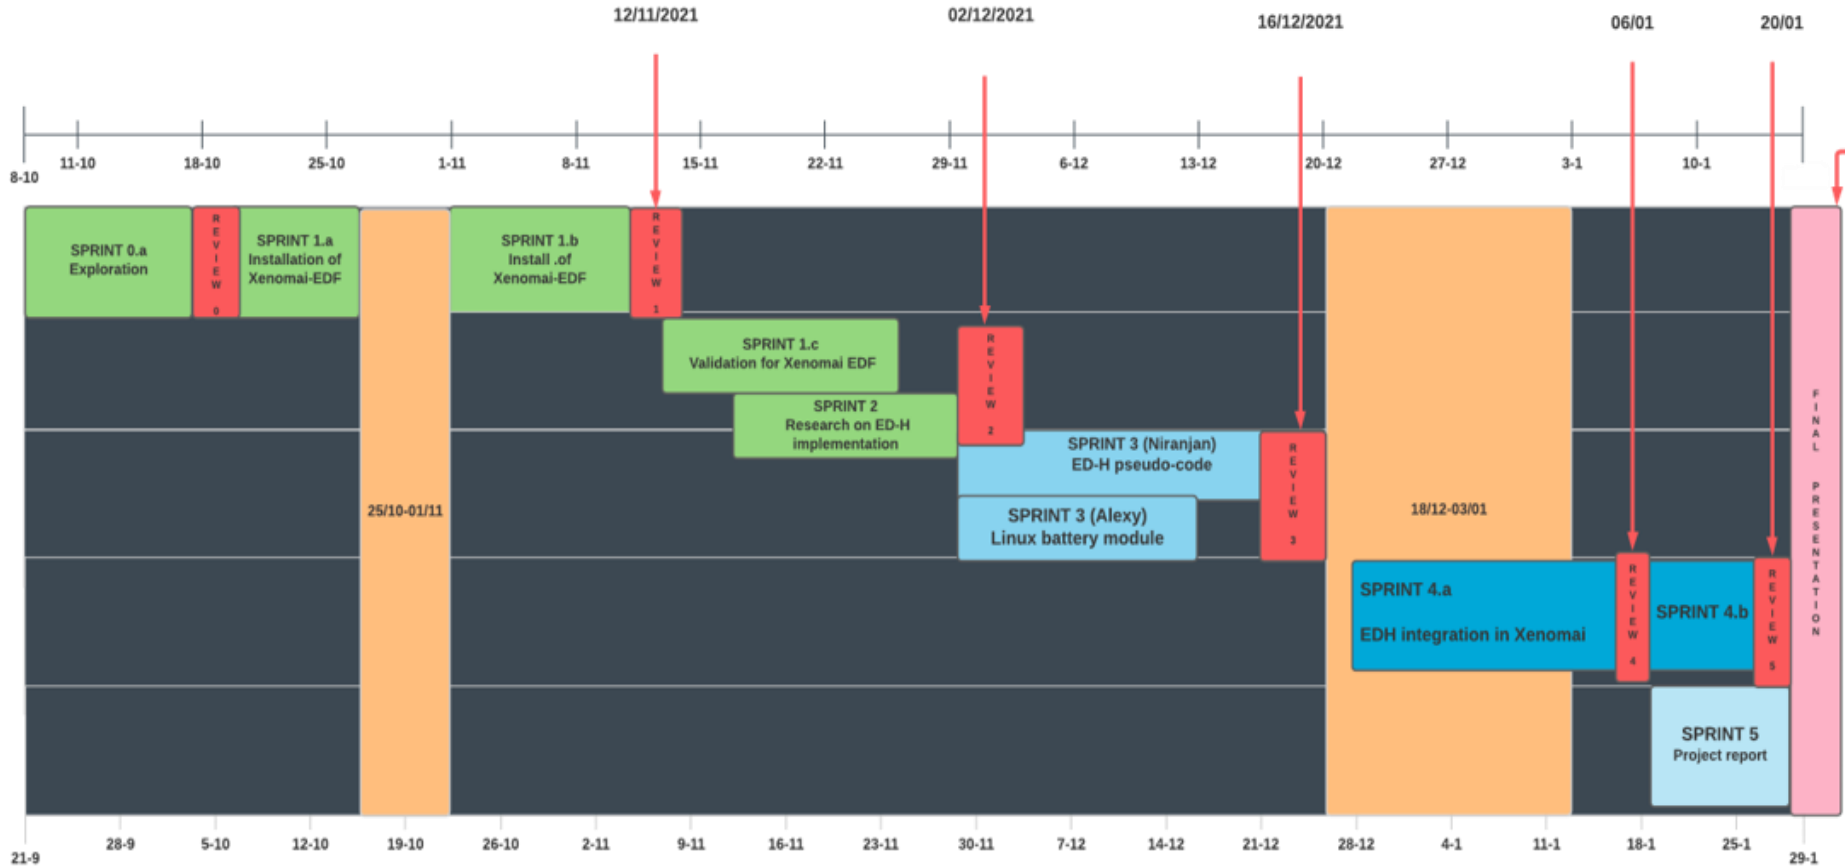 12/11/2021
02/12/2021
16/12/2021
06/01
20/01
8-10
11-10
18-10
25-10
1-11
8-11
15-11
22-11
29-11
6-12
13-12
20-12
27-12
3-1
10-1
SPRINT 0.a
Exploration
REVIEW 0
SPRINT 1.a
Installation of
Xenomai-EDF
SPRINT 1.b
Install .of
Xenomai-EDF
REVIEW 1
SPRINT 1.c
Validation for Xenomai EDF
SPRINT 2
Research on ED-H
implementation
REVIEW 2
SPRINT 3 (Niranjan)
ED-H pseudo-code
SPRINT 3 (Alexy)
Linux battery module
REVIEW 3
25/10-01/11
18/12-03/01
SPRINT 4.a
EDH integration in Xenomai
REVIEW 4
SPRINT 4.b
REVIEW 5
SPRINT 5
Project report
FINAL PRESENTATION
21-9
28-9
5-10
12-10
19-10
26-10
2-11
9-11
16-11
23-11
30-11
7-12
14-12
21-12
28-12
4-1
11-1
18-1
25-1
29-1